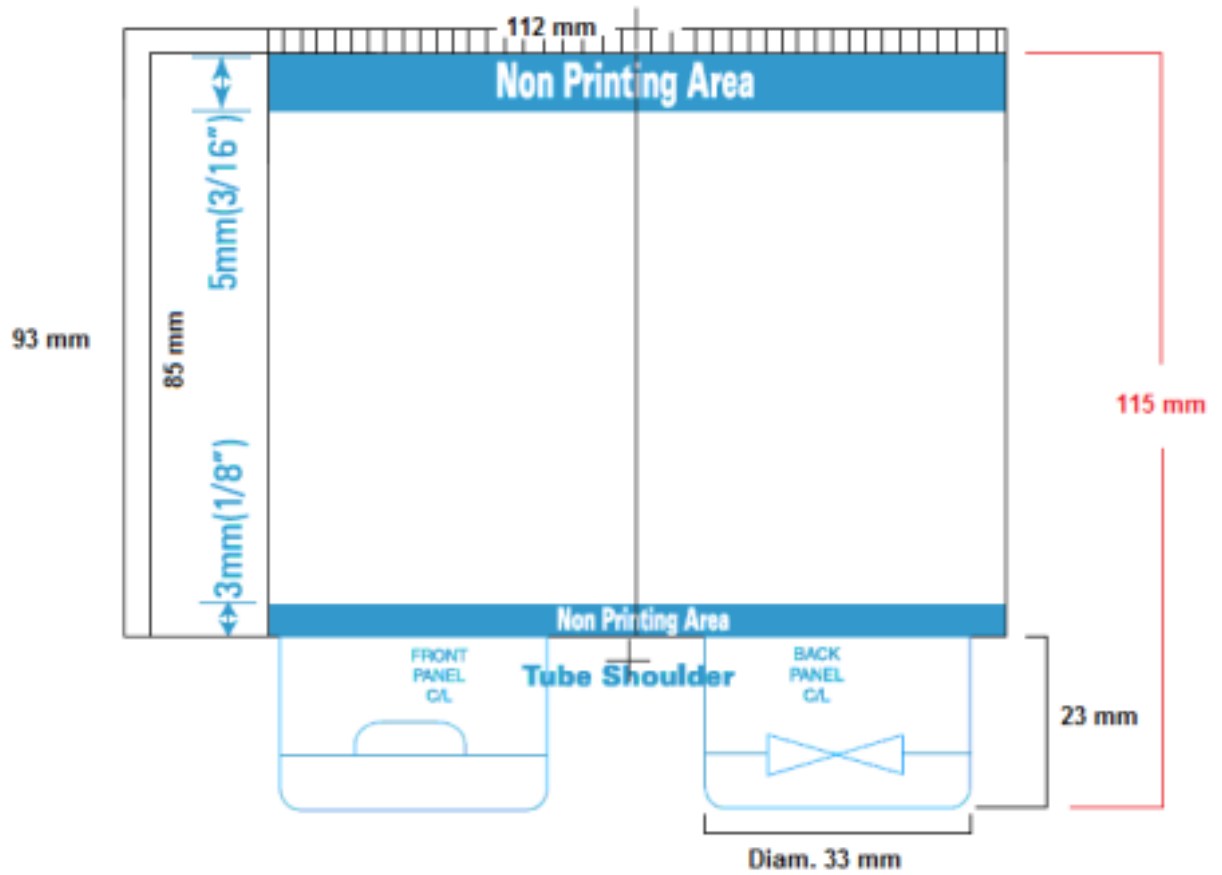 112 mm
Non Printing Area
5mm(3/16")
93 mm
85 mm
115 mm
3mm(1/8")
Non Printing Area
FRONT
PANEL
C/L
Tube Shoulder
BACK
PANEL
C/L
23 mm
Diam. 33 mm